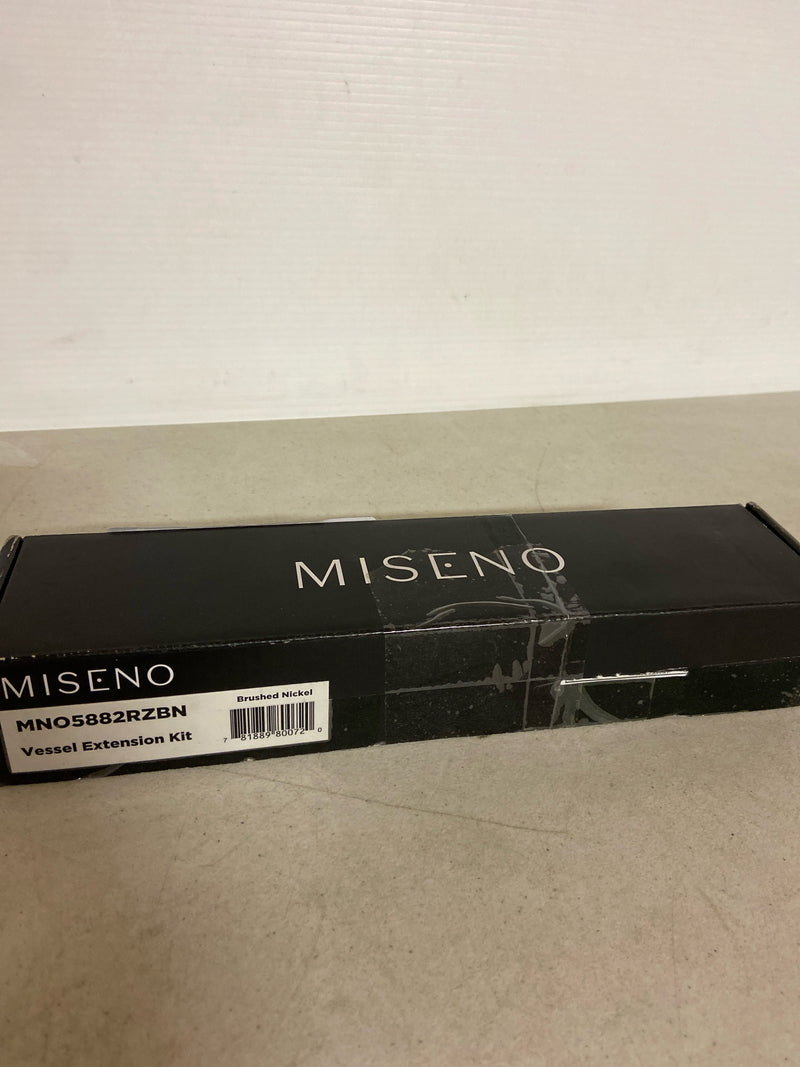 MISENO
MISENO
Brushed Nickel
MNO5882RZBN
Vessel Extension Kit
7 81889 80072 0